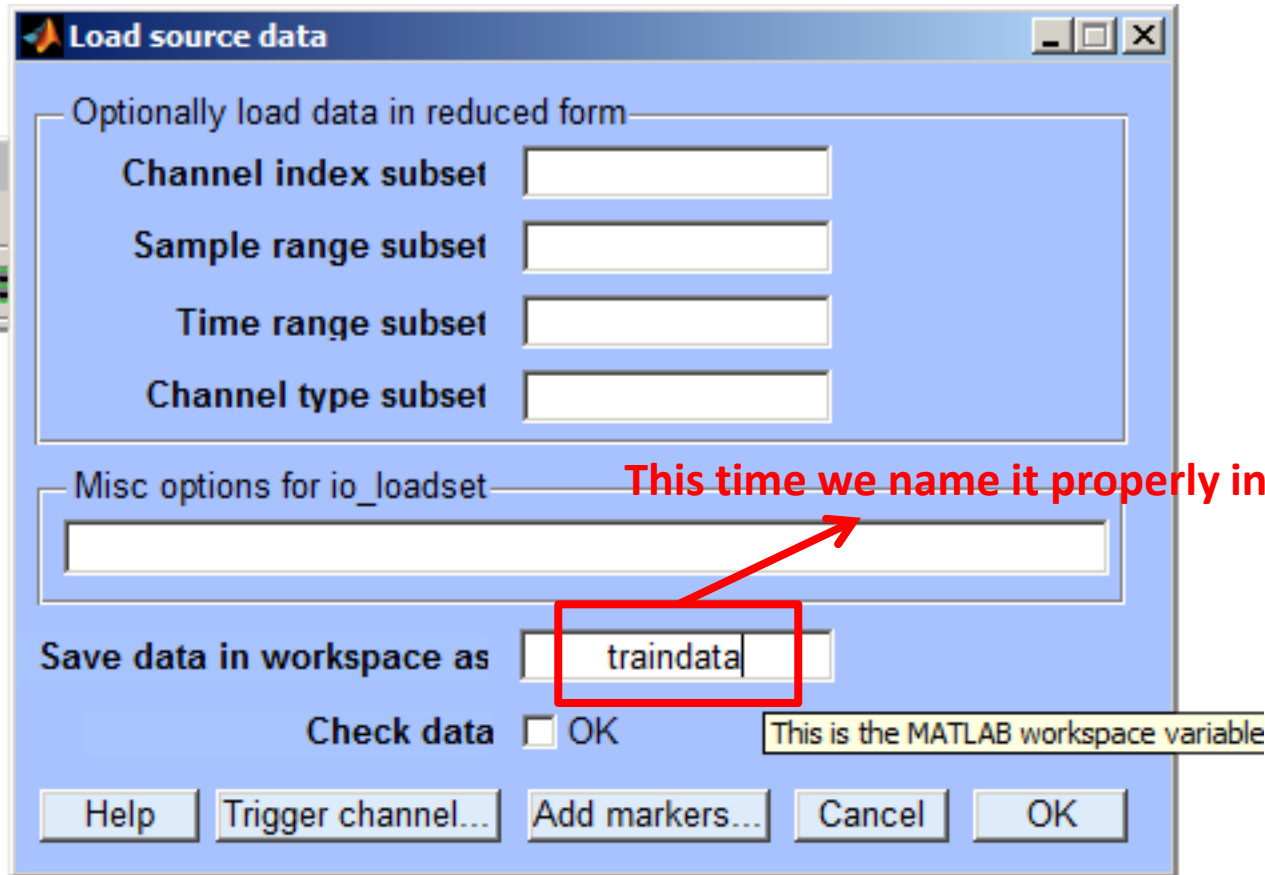 Load source data
Optionally load data in reduced form
Channel index subset
Sample range subset
Time range subset
Channel type subset
Misc options for io_loadset
This time we name it properly in
Save data in workspace as traindata
Check data OK
This is the MATLAB workspace variable
Help Trigger channel... Add markers... Cancel OK